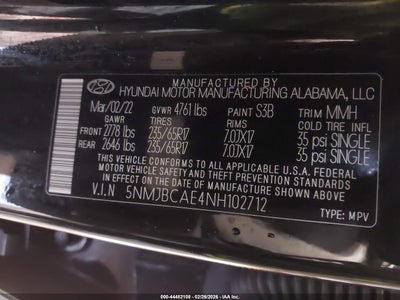 MANUFACTURED BY
HYUNDAI MOTOR MANUFACTURING ALABAMA, LLC
Mar/02/22 GVWR 4761 lbs PAINT S3B TRIM MMH
GAWR TIRES RIMS COLD TIRE INFL
FRONT 2778 lbs 235/65R17 7.0JX17 35 psi SINGLE
REAR 2646 lbs 235/65R17 7.0JX17 35 psi SINGLE
THIS VEHICLE CONFORMS TO ALL APPLICABLE U.S.A FEDERAL
MOTOR VEHICLE SAFETY, BUMPER, AND THEFT PREVENTION
STANDARDS IN EFFECT ON THE DATE OF MANUFACTURE SHOWN ABOVE.
V.I.N 5NMJBCAE4NH102712 TYPE: MPV
000-44482108 - 02/26/2026 - IAAI.COM